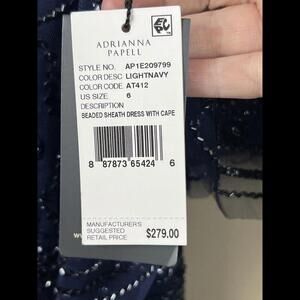 ADRIANNA
PAPELL
STYLE NO. AP1E209799
COLOR DESC LIGHTNAVY
COLOR CODE AT412
US SIZE 6
DESCRIPTION
BEADED SHEATH DRESS WITH CAPE
8 87873 65424 6
MANUFACTURER'S
SUGGESTED
RETAIL PRICE $279.00